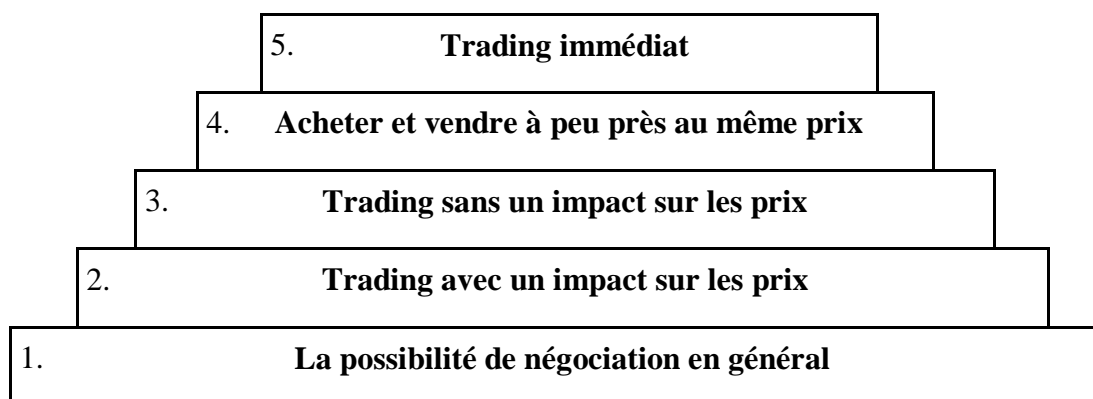 5. Trading immédiat
4. Acheter et vendre à peu près au même prix
3. Trading sans un impact sur les prix
2. Trading avec un impact sur les prix
1. La possibilité de négociation en général